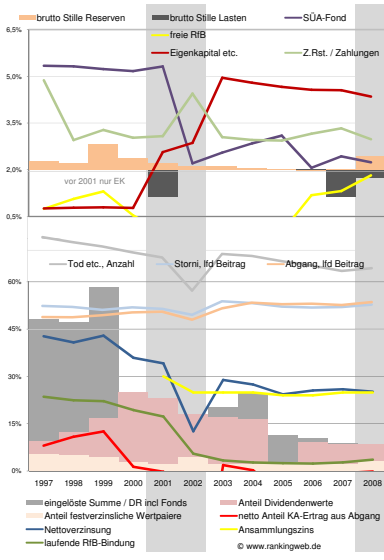 brutto Stille Reserven brutto Stille Lasten SÜA-Fond
freie RfB
Eigenkapital etc. Z.Rst. / Zahlungen
6,5%
5,0%
3,5%
2,0%
vor 2001 nur EK
0,5%
Tod etc., Anzahl Storni, lfd Beitrag Abgang, lfd Beitrag
60%
45%
30%
15%
0%
1997 1998 1999 2000 2001 2002 2003 2004 2005 2006 2007 2008
eingelöste Summe / DR incl Fonds Anteil Dividendenwerte
Anteil festverzinsliche Wertpaiere netto Anteil KA-Ertrag aus Abgang
Nettoverzinsung Ansammlungszins
laufende RfB-Bindung
© www.rankingweb.de